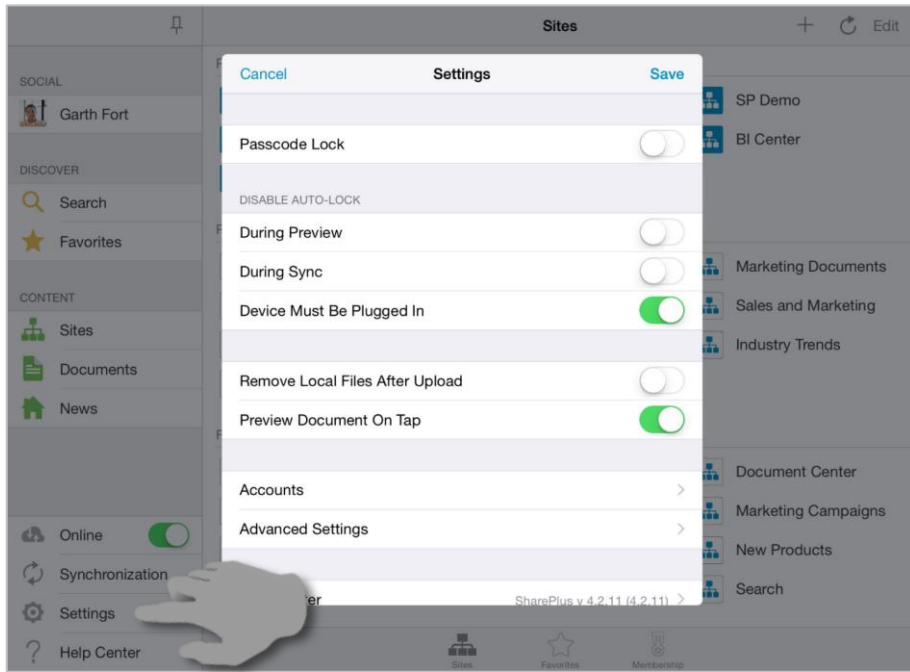 Sites
Edit
SOCIAL
Garth Fort
DISCOVER
Search
Favorites
CONTENT
Sites
Documents
News
Online
Synchronization
Settings
Help Center
Cancel
Settings
Save
Passcode Lock
DISABLE AUTO-LOCK
During Preview
During Sync
Device Must Be Plugged In
Remove Local Files After Upload
Preview Document On Tap
Accounts
Advanced Settings
SharePlus v 4.2.11 (4.2.11)
SP Demo
BI Center
Marketing Documents
Sales and Marketing
Industry Trends
Document Center
Marketing Campaigns
New Products
Search
Sites
Favorites
Membership